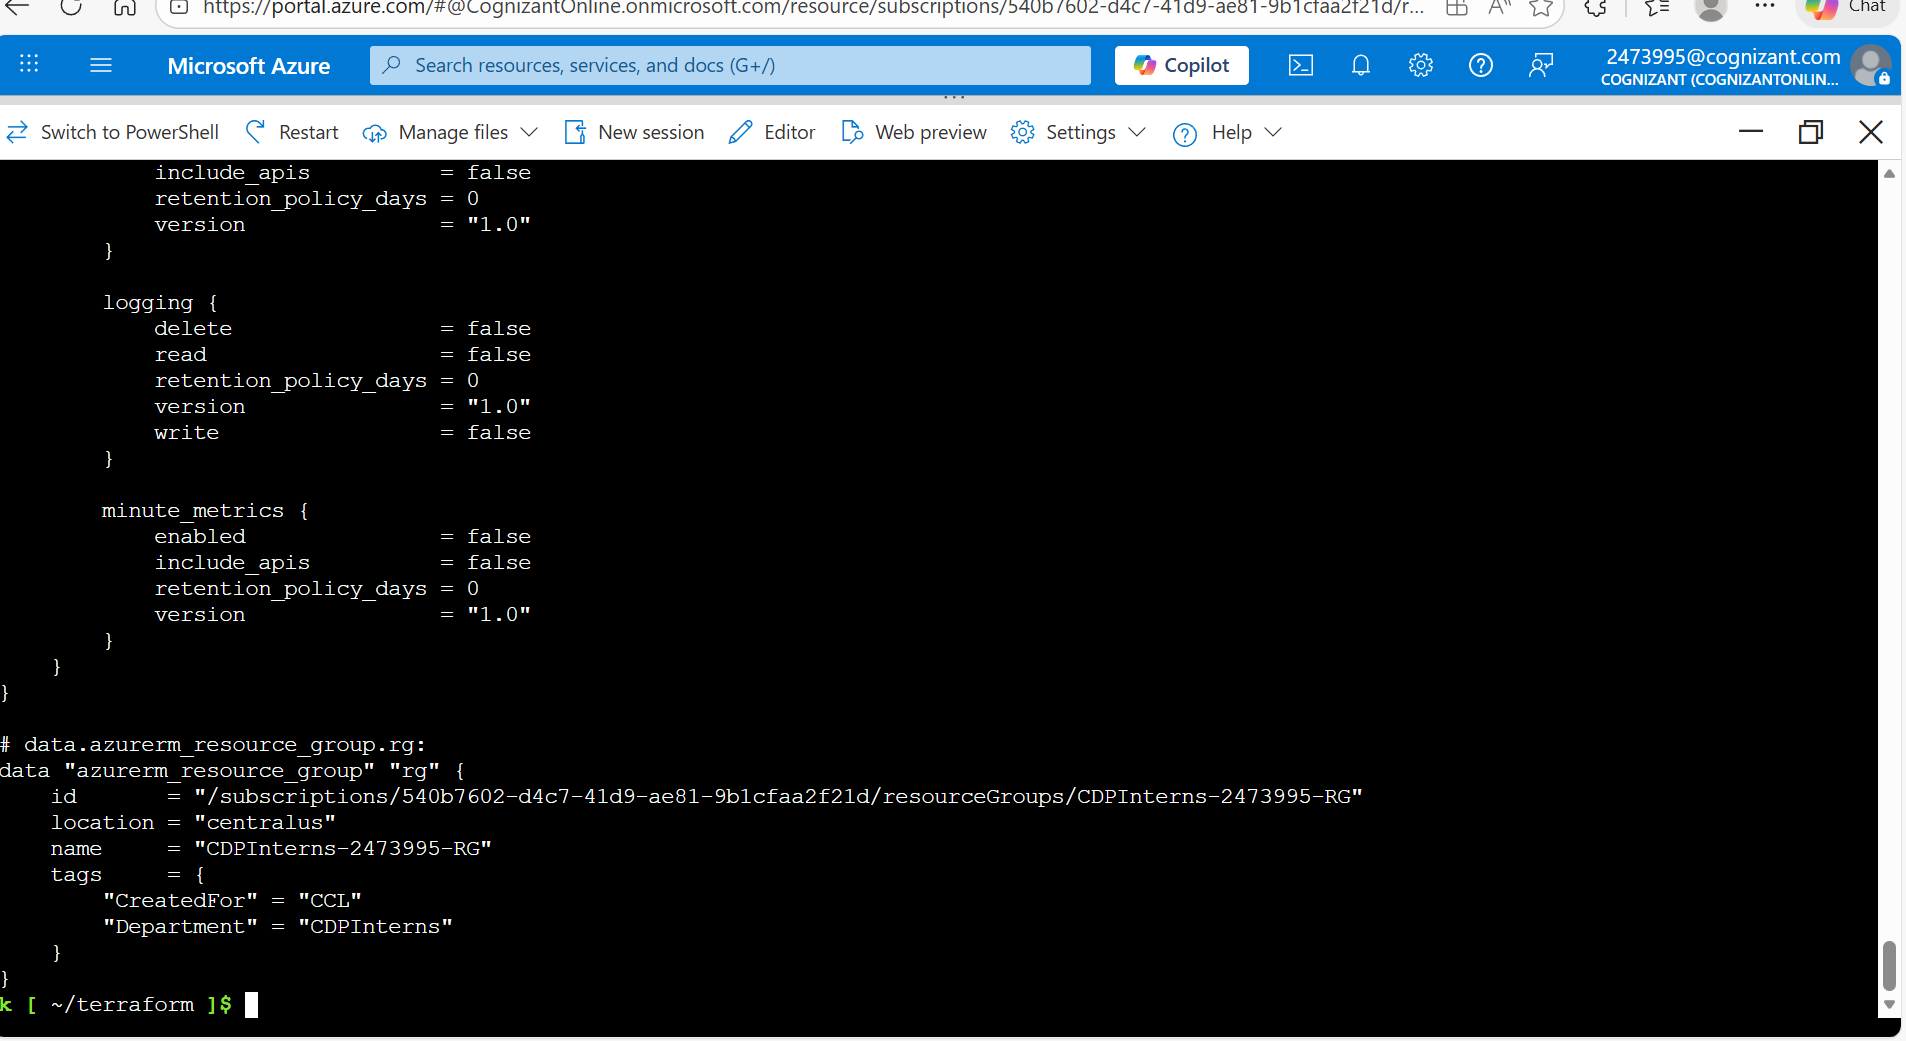 https://portal.azure.com/#@CognizantOnline.onmicrosoft.com/resource/subscriptions/540b7602-d4c7-41d9-ae81-9b1cfaa2f21d/r...
Chat
Microsoft Azure
Search resources, services, and docs (G+/)
Copilot
2473995@cognizant.com
COGNIZANT (COGNIZANTONLIN...
Switch to PowerShell
Restart
Manage files
New session
Editor
Web preview
Settings
Help
include_apis = false
retention_policy_days = 0
version = "1.0"
}
logging {
delete = false
read = false
retention_policy_days = 0
version = "1.0"
write = false
}
minute_metrics {
enabled = false
include_apis = false
retention_policy_days = 0
version = "1.0"
}
}
}
# data.azurerm_resource_group.rg:
data "azurerm_resource_group" "rg" {
id = "/subscriptions/540b7602-d4c7-41d9-ae81-9b1cfaa2f21d/resourceGroups/CDPInterns-2473995-RG"
location = "centralus"
name = "CDPInterns-2473995-RG"
tags = {
"CreatedFor" = "CCL"
"Department" = "CDPInterns"
}
}
k [ ~/terraform ]$